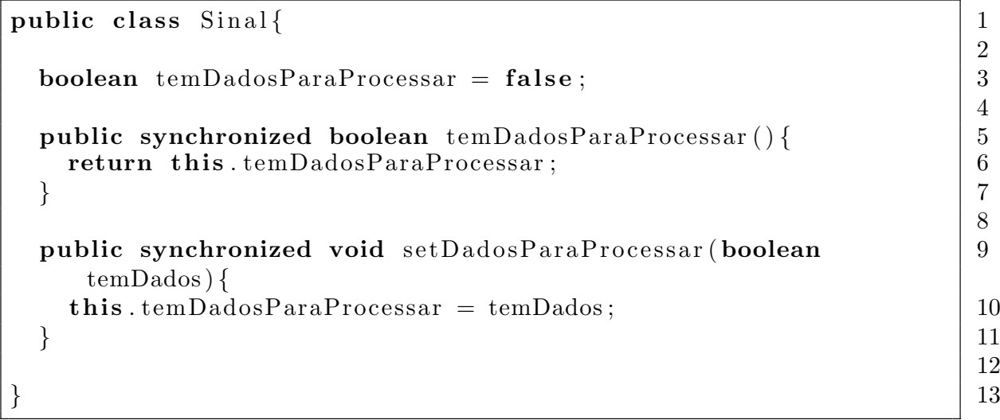 public class Sinal{ 1
2
boolean temDadosParaProcessar = false; 3
4
public synchronized boolean temDadosParaProcessar(){ 5
return this.temDadosParaProcessar; 6
} 7
8
public synchronized void setDadosParaProcessar(boolean 9
temDados){
this.temDadosParaProcessar = temDados; 10
} 11
12
} 13